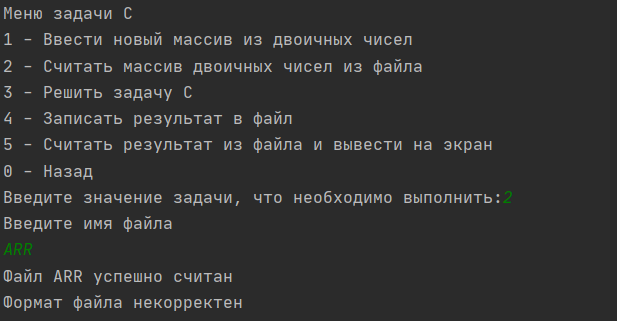 Меню задачи C
1 – Ввести новый массив из двоичных чисел
2 – Считать массив двоичных чисел из файла
3 – Решить задачу C
4 – Записать результат в файл
5 – Считать результат из файла и вывести на экран
0 – Назад
Введите значение задачи, что необходимо выполнить:2
Введите имя файла
ARR
Файл ARR успешно считан
Формат файла некорректен